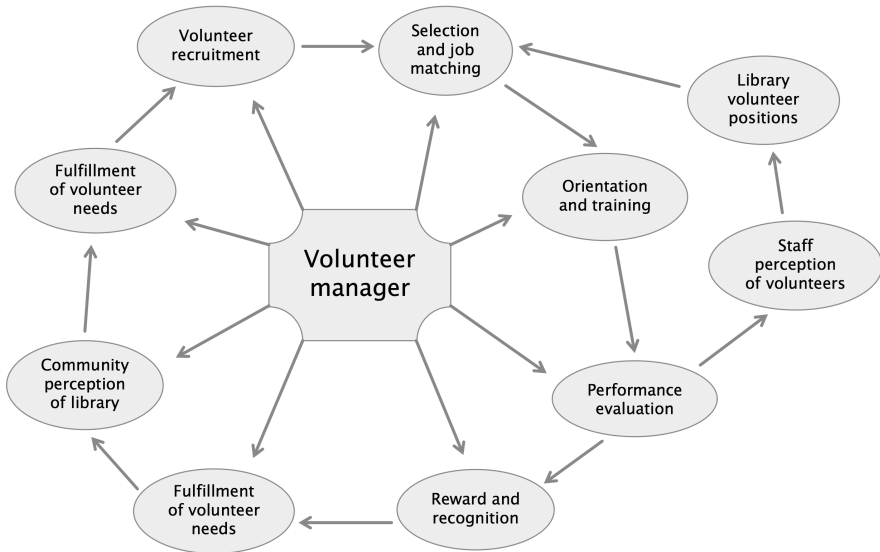 Volunteer
recruitment
Selection
and job
matching
Library
volunteer
positions
Fulfillment
of volunteer
needs
Orientation
and training
Volunteer
manager
Staff
perception
of volunteers
Community
perception
of library
Performance
evaluation
Fulfillment
of volunteer
needs
Reward and
recognition